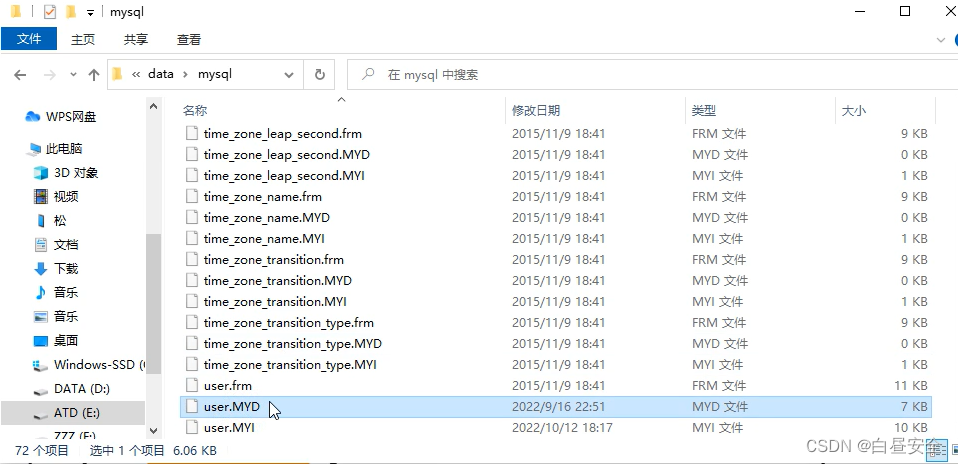 mysql
文件 主页 共享 查看
« data › mysql 在 mysql 中搜索
名称 修改日期 类型 大小
WPS网盘
此电脑
3D 对象
视频
松
文档
下载
音乐
音乐
桌面
Windows-SSD (
DATA (D:)
ATD (E:)
ZZZ (F:)
time_zone_leap_second.frm 2015/11/9 18:41 FRM 文件 9 KB
time_zone_leap_second.MYD 2015/11/9 18:41 MYD 文件 0 KB
time_zone_leap_second.MYI 2015/11/9 18:41 MYI 文件 1 KB
time_zone_name.frm 2015/11/9 18:41 FRM 文件 9 KB
time_zone_name.MYD 2015/11/9 18:41 MYD 文件 0 KB
time_zone_name.MYI 2015/11/9 18:41 MYI 文件 1 KB
time_zone_transition.frm 2015/11/9 18:41 FRM 文件 9 KB
time_zone_transition.MYD 2015/11/9 18:41 MYD 文件 0 KB
time_zone_transition.MYI 2015/11/9 18:41 MYI 文件 1 KB
time_zone_transition_type.frm 2015/11/9 18:41 FRM 文件 9 KB
time_zone_transition_type.MYD 2015/11/9 18:41 MYD 文件 0 KB
time_zone_transition_type.MYI 2015/11/9 18:41 MYI 文件 1 KB
user.frm 2015/11/9 18:41 FRM 文件 11 KB
user.MYD 2022/9/16 22:51 MYD 文件 7 KB
user.MYI 2022/10/12 18:17 MYI 文件 10 KB
72 个项目 选中 1 个项目 6.06 KB
CSDN @白昼安全